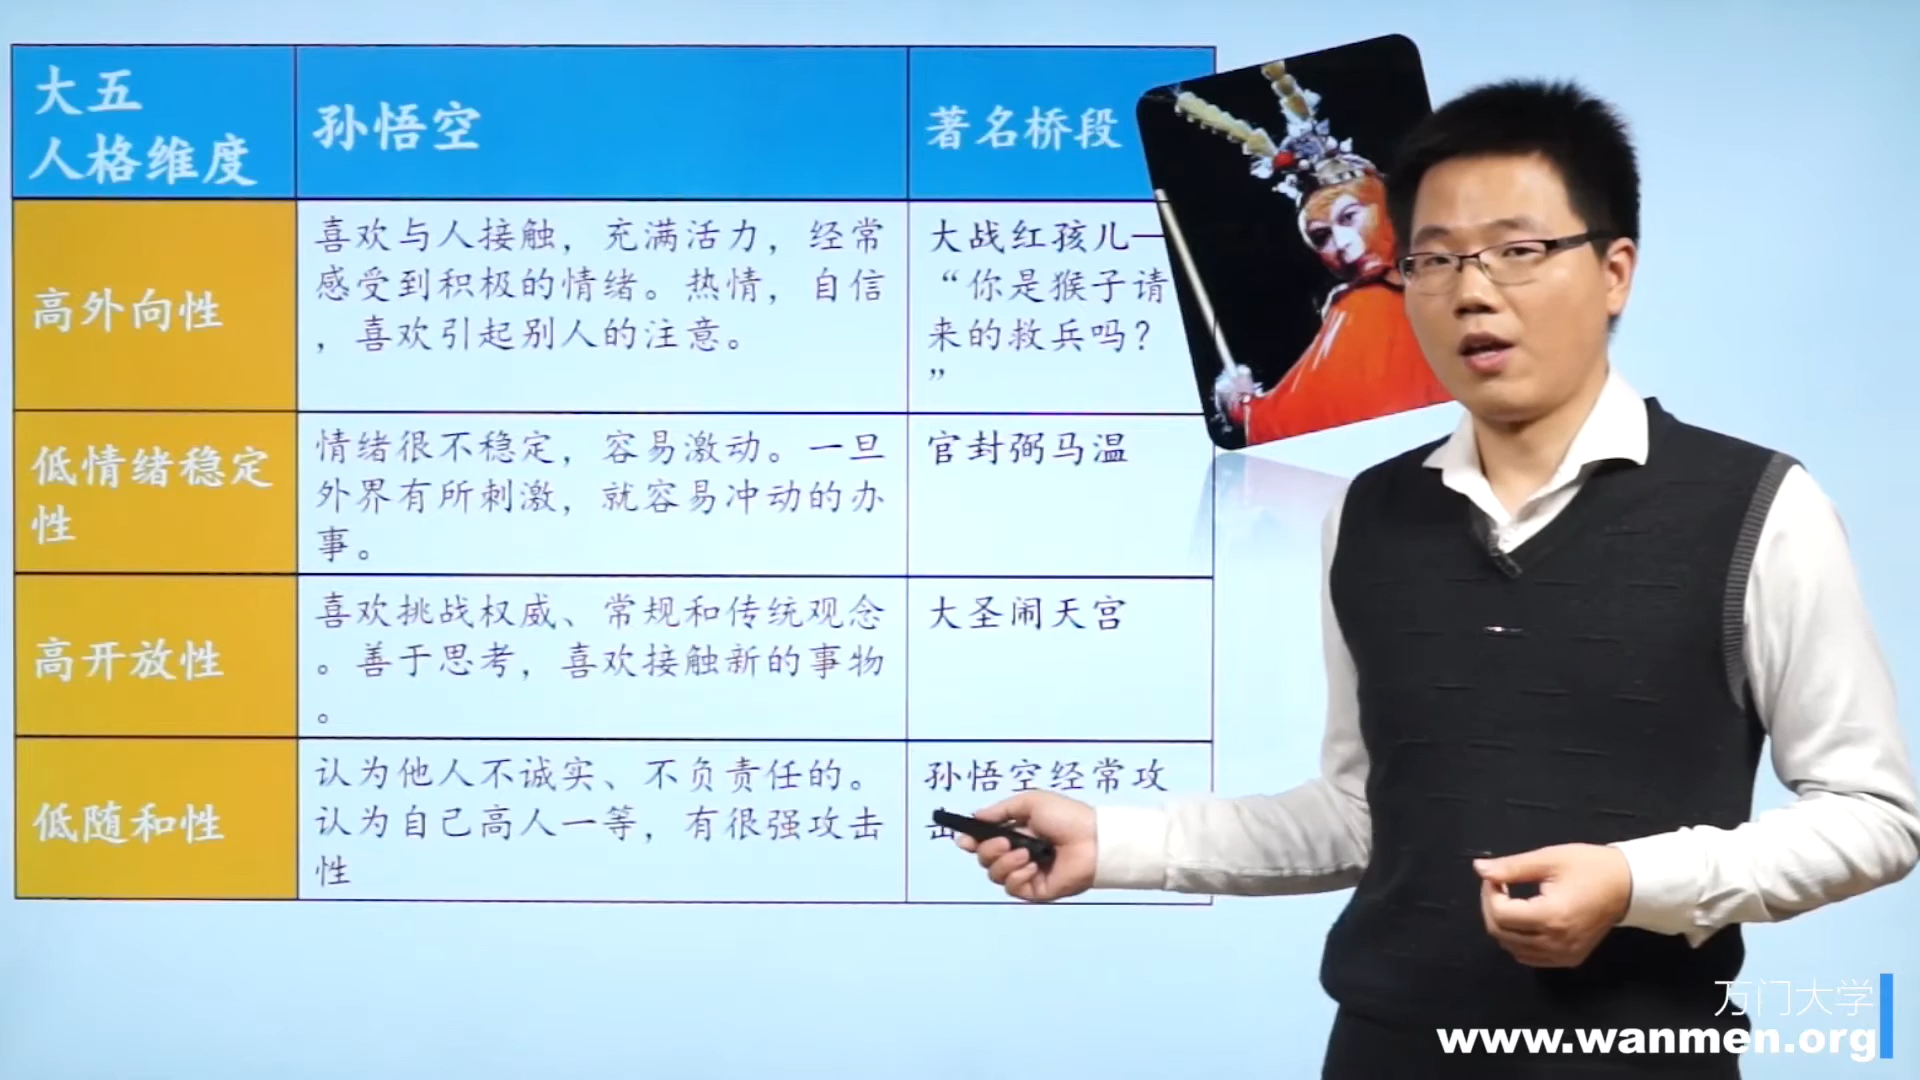 大五
人格维度
孙悟空
著名桥段
高外向性
喜欢与人接触，充满活力，经常
感受到积极的情绪。热情，自信
，喜欢引起别人的注意。
大战红孩儿—
“你是猴子请
来的救兵吗？
”
低情绪稳定
性
情绪很不稳定，容易激动。一旦
外界有所刺激，就容易冲动的办
事。
官封弼马温
高开放性
喜欢挑战权威、常规和传统观念
。善于思考，喜欢接触新的事物
。
大圣闹天宫
低随和性
认为他人不诚实、不负责任的。
认为自己高人一等，有很强攻击
性
孙悟空经常攻
击
万门大学
www.wanmen.org